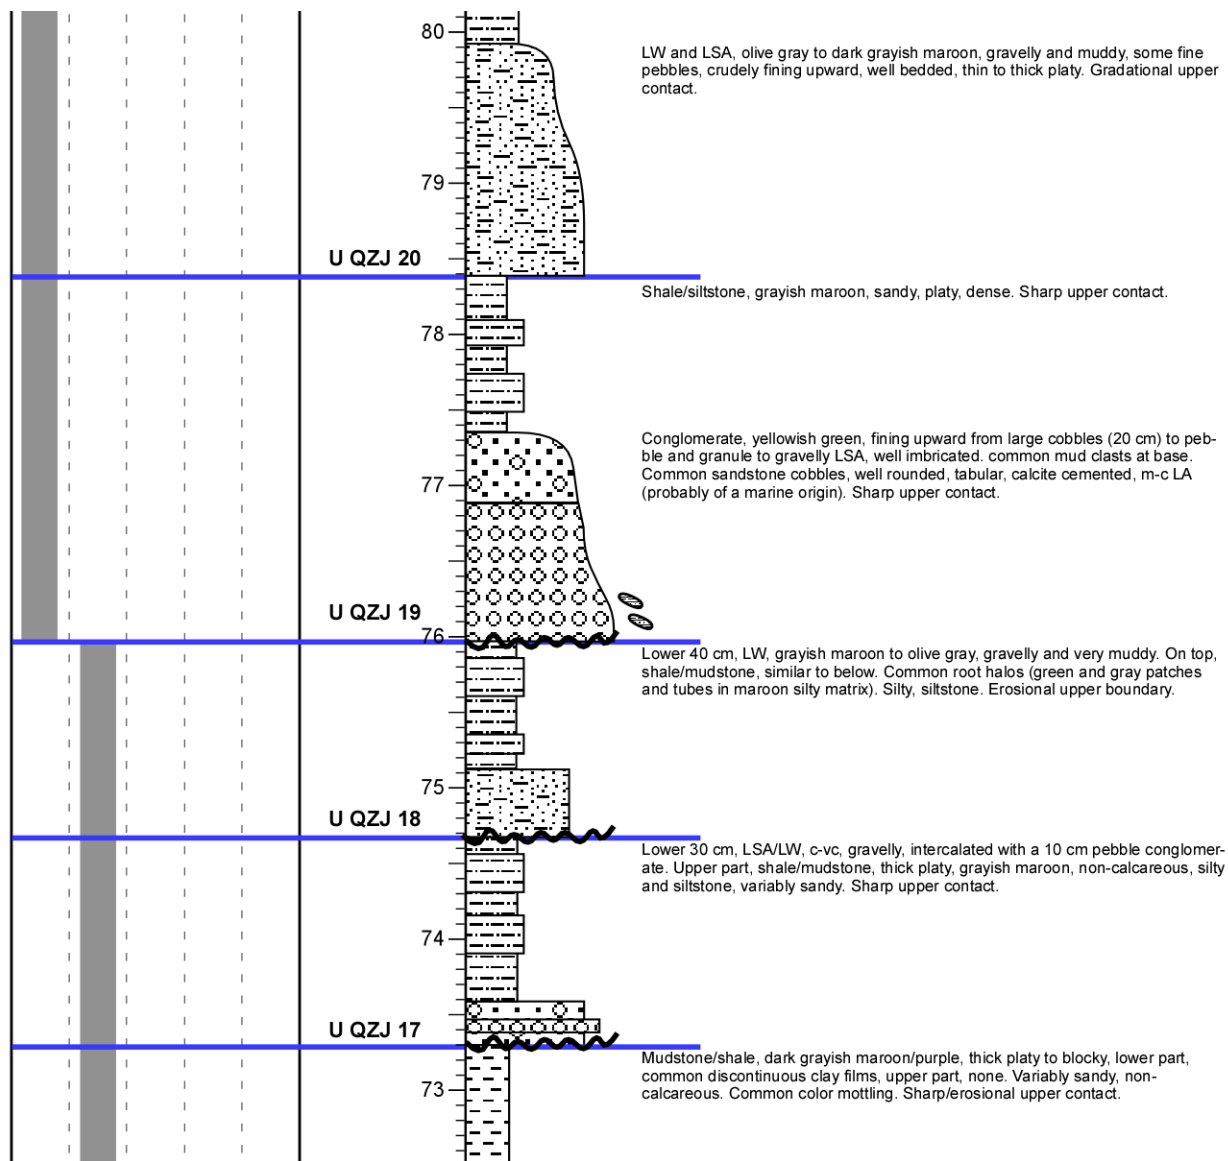 80
LW and LSA, olive gray to dark grayish maroon, gravelly and muddy, some fine
pebbles, crudely fining upward, well bedded, thin to thick platy. Gradational upper
contact.
79
U QZJ 20
Shale/siltstone, grayish maroon, sandy, platy, dense. Sharp upper contact.
78
Conglomerate, yellowish green, fining upward from large cobbles (20 cm) to peb-
ble and granule to gravelly LSA, well imbricated. common mud clasts at base.
Common sandstone cobbles, well rounded, tabular, calcite cemented, m-c LA
(probably of a marine origin). Sharp upper contact.
77
U QZJ 19
76
Lower 40 cm, LW, grayish maroon to olive gray, gravelly and very muddy. On top,
shale/mudstone, similar to below. Common root halos (green and gray patches
and tubes in maroon silty matrix). Silty, siltstone. Erosional upper boundary.
75
U QZJ 18
Lower 30 cm, LSA/LW, c-vc, gravelly, intercalated with a 10 cm pebble conglomer-
ate. Upper part, shale/mudstone, thick platy, grayish maroon, non-calcareous, silty
and siltstone, variably sandy. Sharp upper contact.
74
U QZJ 17
Mudstone/shale, dark grayish maroon/purple, thick platy to blocky, lower part,
common discontinuous clay films, upper part, none. Variably sandy, non-
calcareous. Common color mottling. Sharp/erosional upper contact.
73